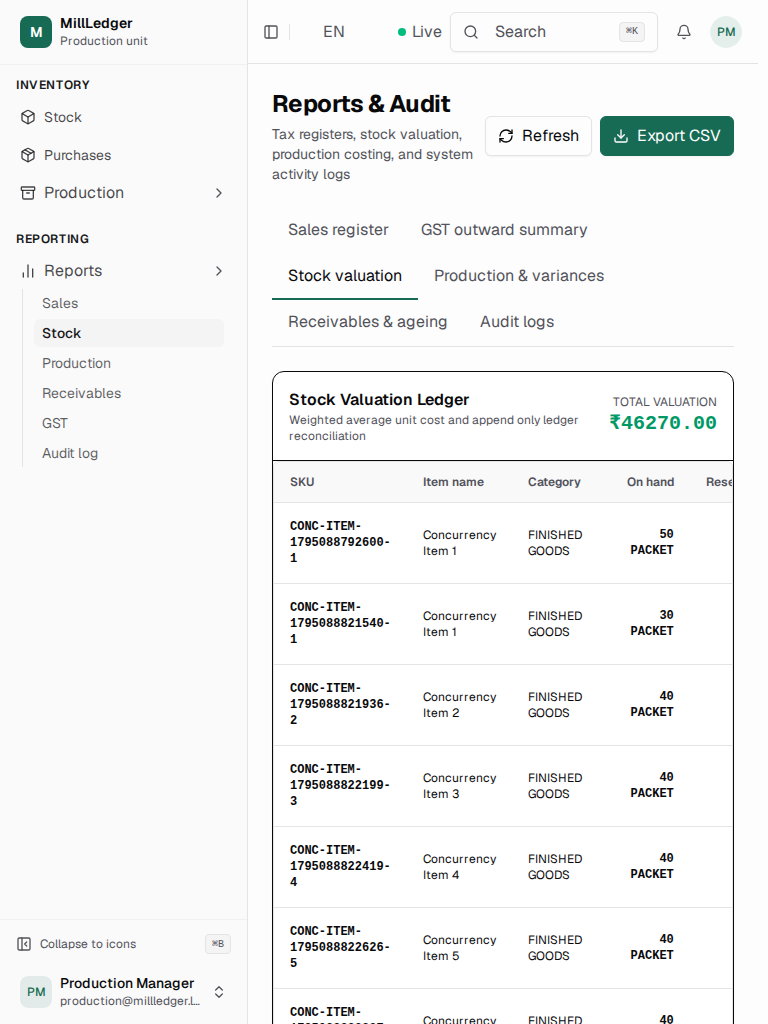 M
MillLedger
Production unit
INVENTORY
Stock
Purchases
Production
REPORTING
Reports
Sales
Stock
Production
Receivables
GST
Audit log
Collapse to icons
⌘B
PM
Production Manager
production@millledger.l…
EN
Live
Search
⌘K
PM
Reports & Audit
Tax registers, stock valuation,
production costing, and system
activity logs
Refresh
Export CSV
Sales register
GST outward summary
Stock valuation
Production & variances
Receivables & ageing
Audit logs
Stock Valuation Ledger
Weighted average unit cost and append only ledger
reconciliation
TOTAL VALUATION
₹46270.00
SKU Item name Category On hand Rese
CONC-ITEM-
1795088792600-
1
Concurrency
Item 1
FINISHED
GOODS
50
PACKET
CONC-ITEM-
1795088821540-
1
Concurrency
Item 1
FINISHED
GOODS
30
PACKET
CONC-ITEM-
1795088821936-
2
Concurrency
Item 2
FINISHED
GOODS
40
PACKET
CONC-ITEM-
1795088822199-
3
Concurrency
Item 3
FINISHED
GOODS
40
PACKET
CONC-ITEM-
1795088822419-
4
Concurrency
Item 4
FINISHED
GOODS
40
PACKET
CONC-ITEM-
1795088822626-
5
Concurrency
Item 5
FINISHED
GOODS
40
PACKET
CONC-ITEM-
Concurrency
FINISHED
40